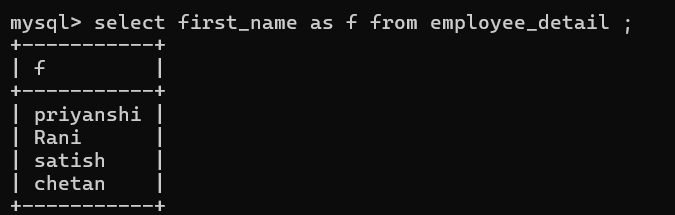 mysql> select first_name as f from employee_detail ;
+-----------+
| f         |
+-----------+
| priyanshi |
| Rani      |
| satish    |
| chetan    |
+-----------+